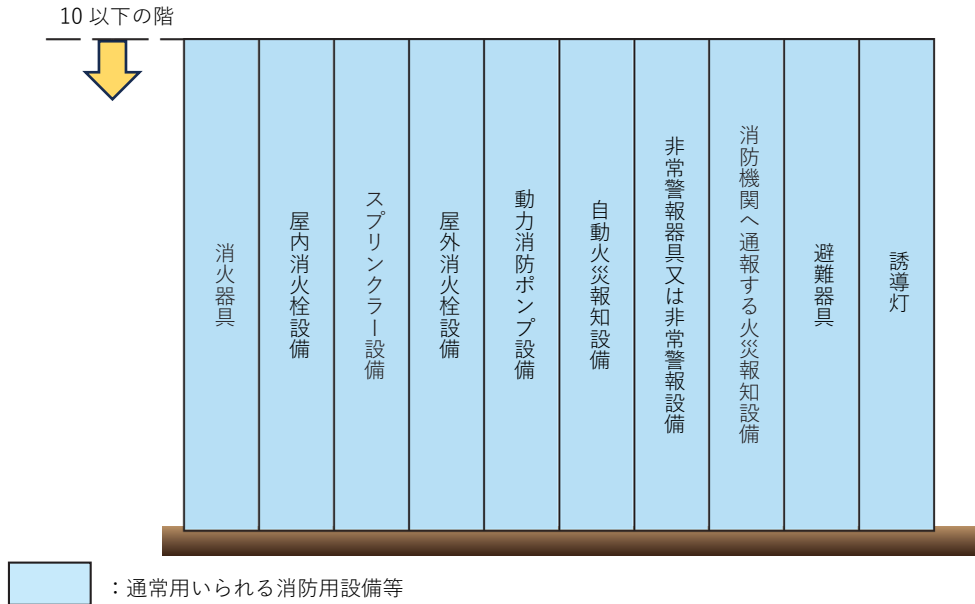 10 以下の階
消火器具
屋内消火栓設備
スプリンクラー設備
屋外消火栓設備
動力消防ポンプ設備
自動火災報知設備
非常警報器具又は非常警報設備
消防機関へ通報する火災報知設備
避難器具
誘導灯
：通常用いられる消防用設備等